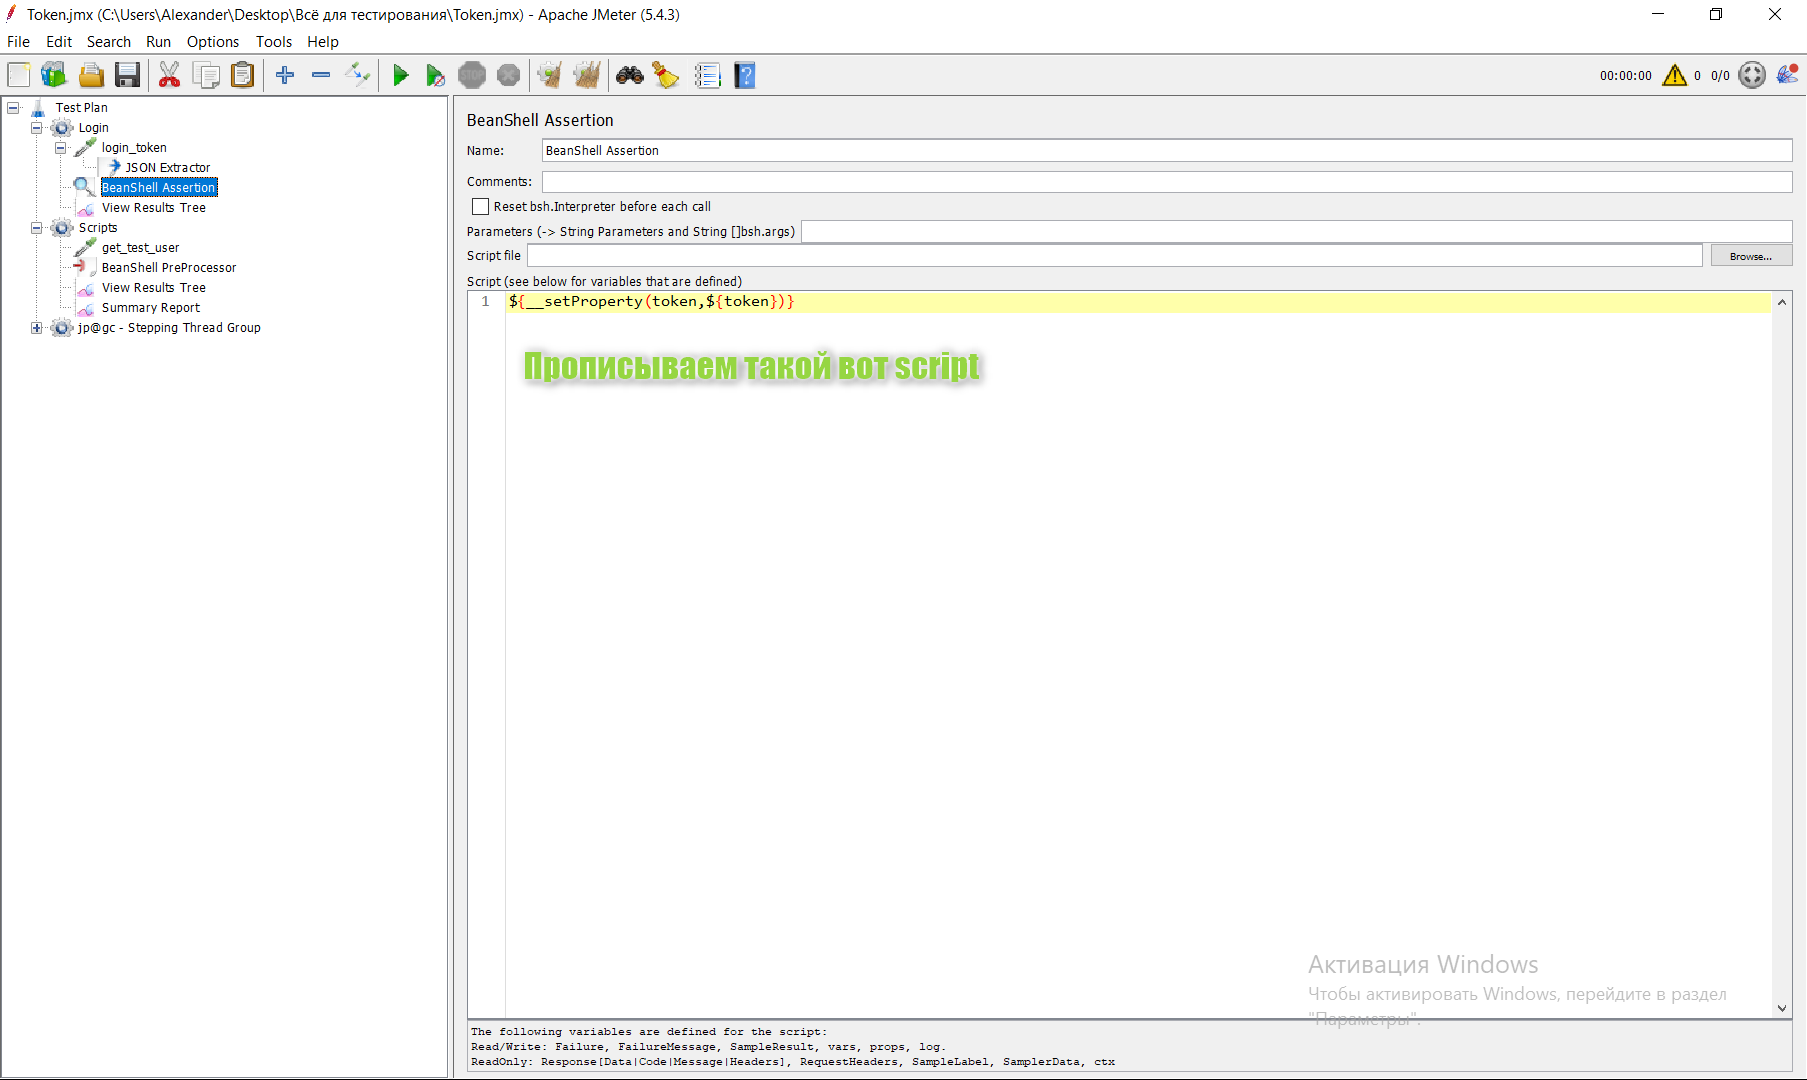 Token.jmx (C:\Users\Alexander\Desktop\Всё для тестирования\Token.jmx) - Apache JMeter (5.4.3)
File Edit Search Run Options Tools Help
STOP
00:00:00 0 0/0
Test Plan
Login
login_token
JSON Extractor
BeanShell Assertion
View Results Tree
Scripts
get_test_user
BeanShell PreProcessor
View Results Tree
Summary Report
jp@gc - Stepping Thread Group
BeanShell Assertion
Name: BeanShell Assertion
Comments:
Reset bsh.Interpreter before each call
Parameters (-> String Parameters and String []bsh.args)
Script file Browse...
Script (see below for variables that are defined)
1 ${__setProperty(token,${token})}
Прописываем такой вот script
Активация Windows
Чтобы активировать Windows, перейдите в раздел
"Параметры".
The following variables are defined for the script:
Read/Write: Failure, FailureMessage, SampleResult, vars, props, log.
ReadOnly: Response[Data|Code|Message|Headers], RequestHeaders, SampleLabel, SamplerData, ctx